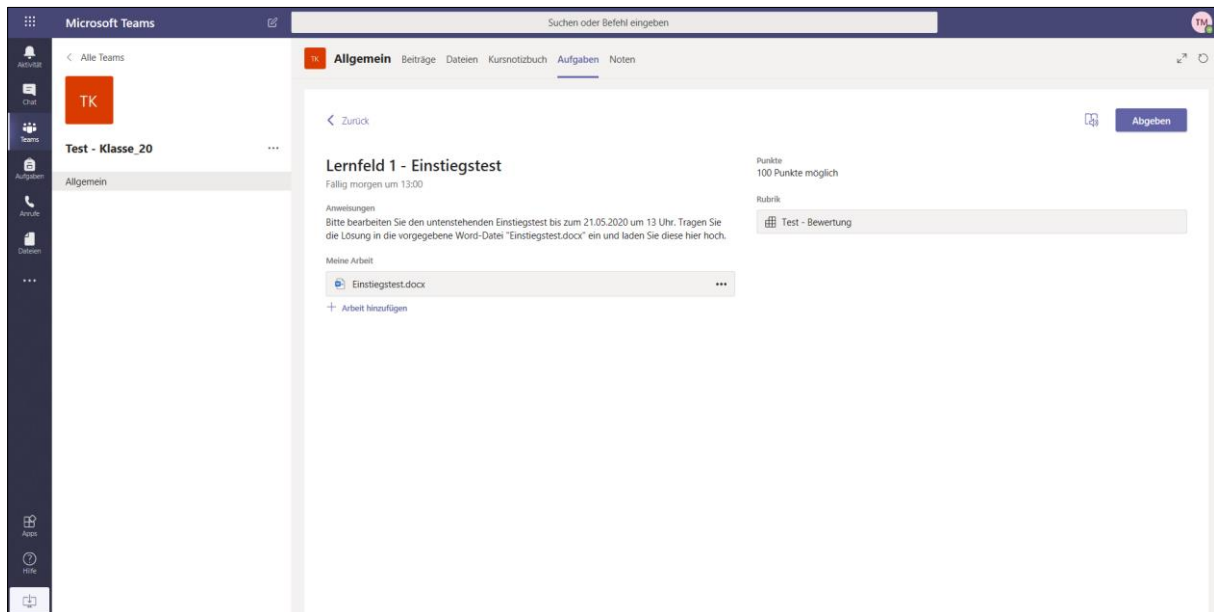 Microsoft Teams
Suchen oder Befehl eingeben
TM
Aktivität
Chat
Teams
Aufgaben
Anrufe
Dateien
Apps
Hilfe
Alle Teams
TK
Test - Klasse_20
Allgemein
TK
Allgemein Beiträge Dateien Kursnotizbuch Aufgaben Noten
Zurück
Abgeben
Lernfeld 1 - Einstiegstest
Fällig morgen um 13:00
Anweisungen
Bitte bearbeiten Sie den untenstehenden Einstiegstest bis zum 21.05.2020 um 13 Uhr. Tragen Sie
die Lösung in die vorgegebene Word-Datei "Einstiegstest.docx" ein und laden Sie diese hier hoch.
Meine Arbeit
Einstiegstest.docx
Arbeit hinzufügen
Punkte
100 Punkte möglich
Rubrik
Test - Bewertung